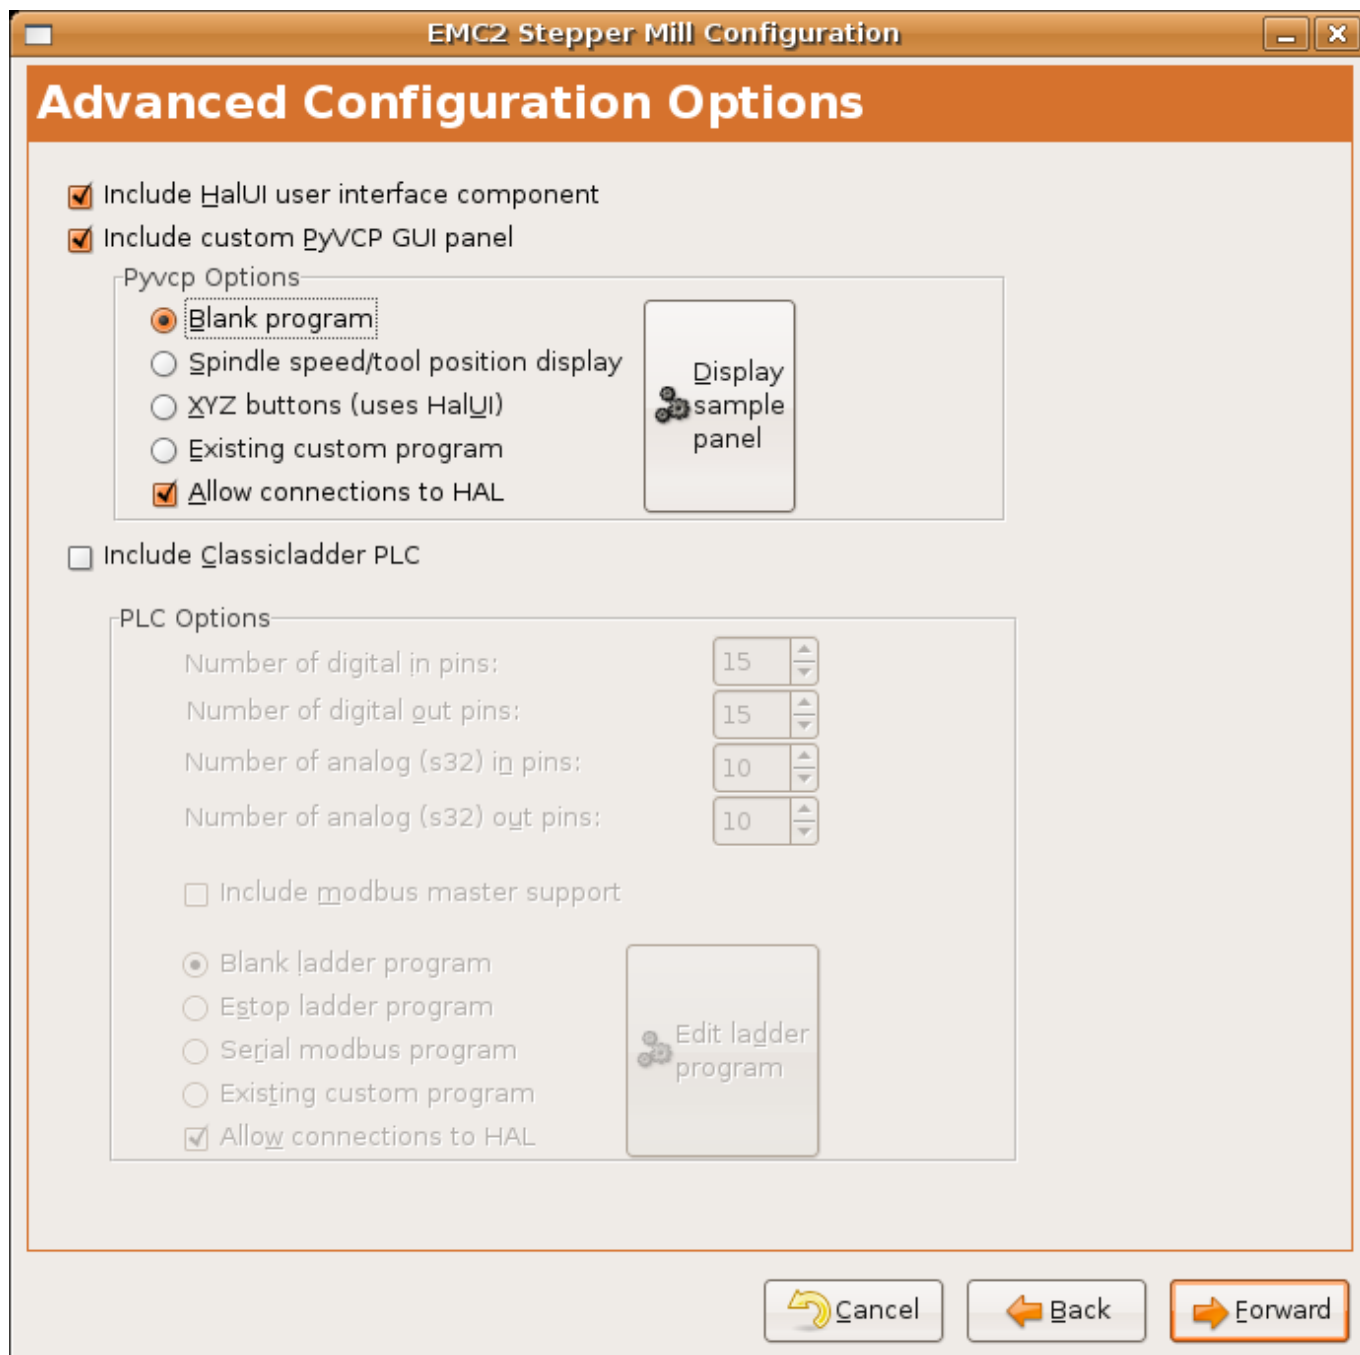 EMC2 Stepper Mill Configuration
Advanced Configuration Options
Include HalUI user interface component
Include custom PyVCP GUI panel
Pyvcp Options
Blank program
Spindle speed/tool position display
XYZ buttons (uses HalUI)
Existing custom program
Allow connections to HAL
Display
sample
panel
Include Classicladder PLC
PLC Options
Number of digital in pins: 15
Number of digital out pins: 15
Number of analog (s32) in pins: 10
Number of analog (s32) out pins: 10
Include modbus master support
Blank ladder program
Estop ladder program
Serial modbus program
Existing custom program
Allow connections to HAL
Edit ladder
program
Cancel Back Forward